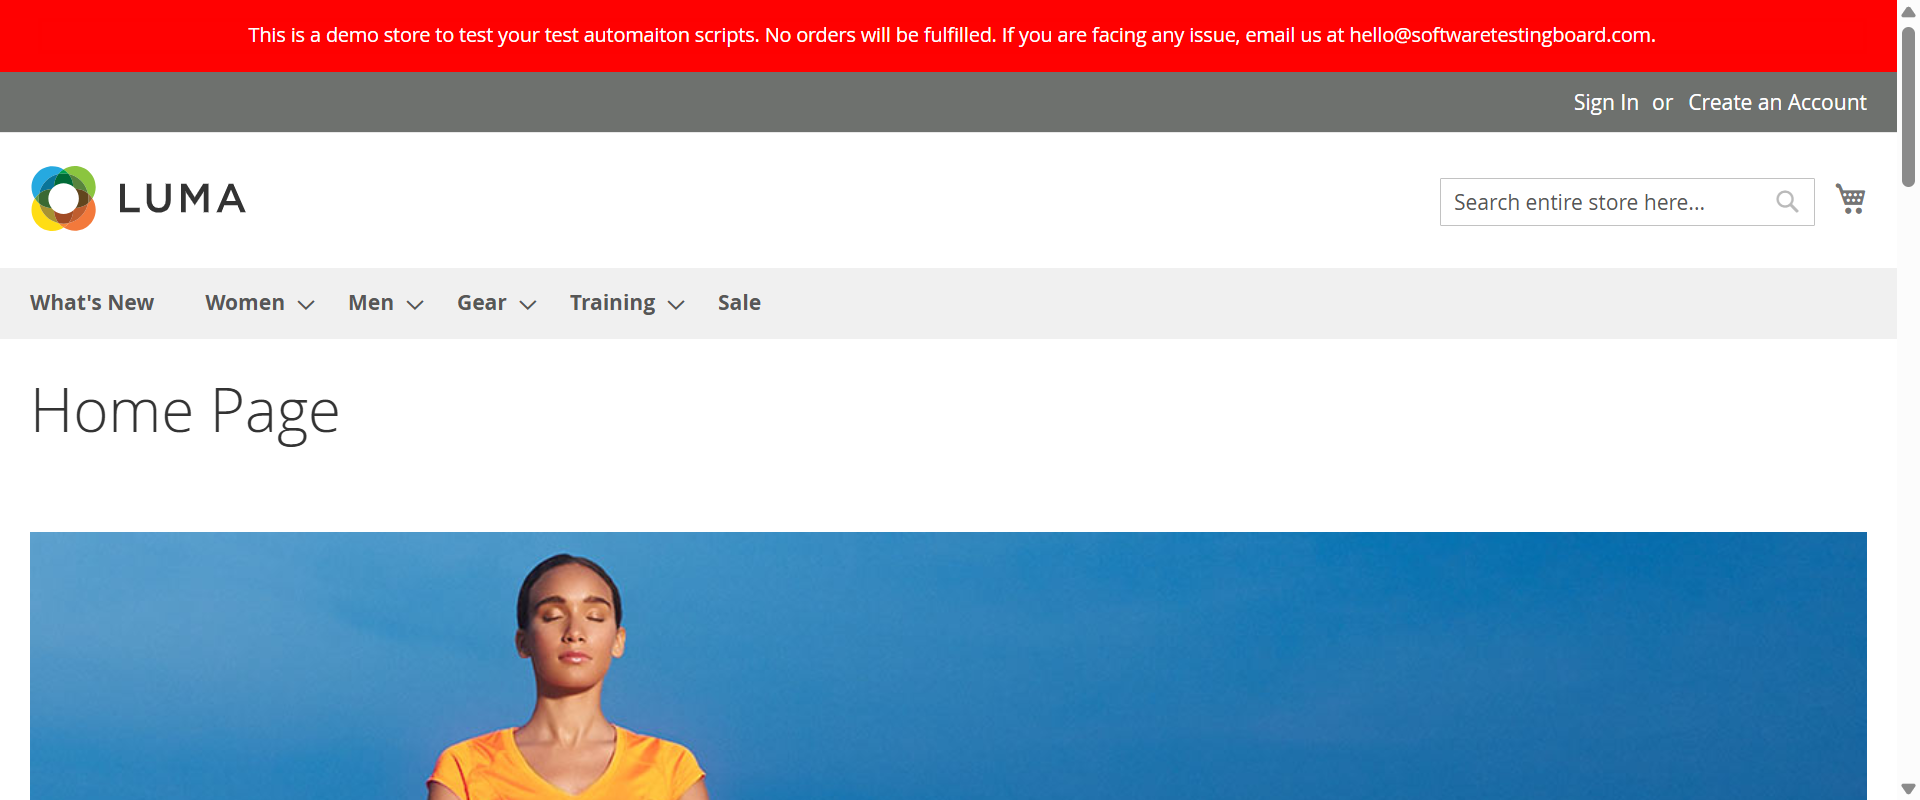 This is a demo store to test your test automaiton scripts. No orders will be fulfilled. If you are facing any issue, email us at hello@softwaretestingboard.com.
Sign In or Create an Account
LUMA
Search entire store here...
What's New Women Men Gear Training Sale
Home Page